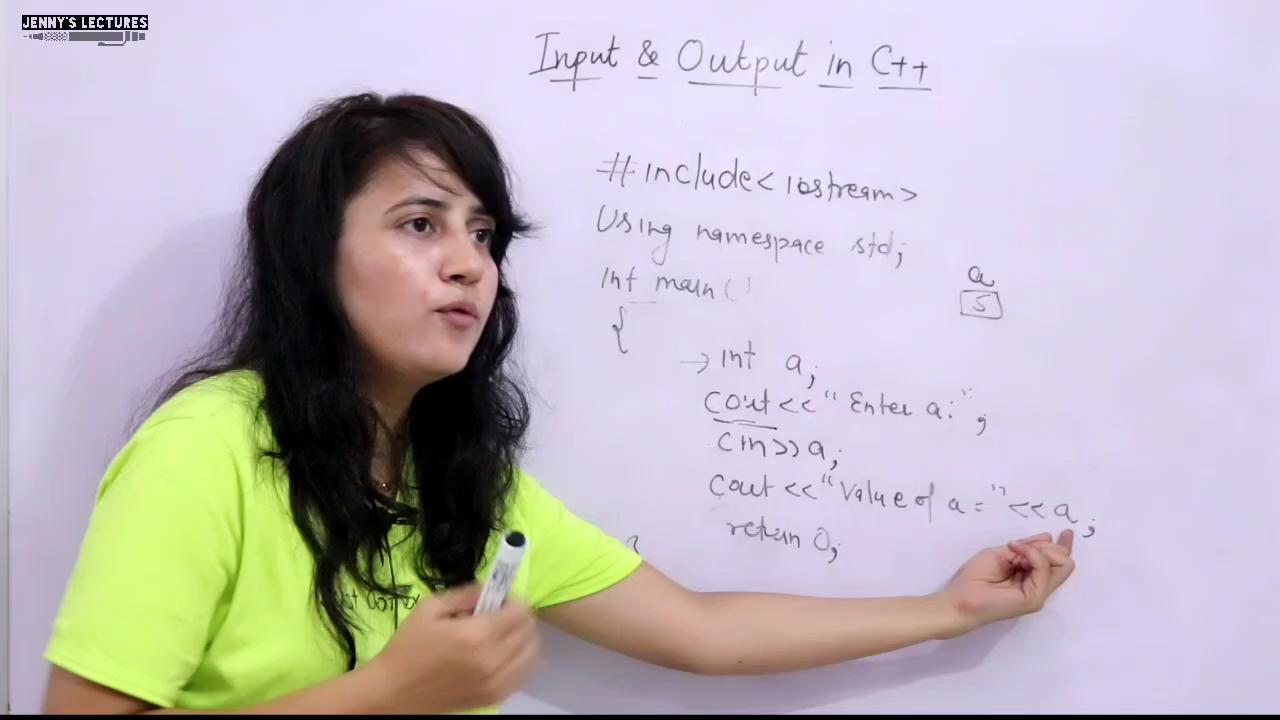 JENNY'S LECTURES
Input & Output in C++
#include<iostream>
Using namespace std;
int main()
a
5
{
→ int a;
cout<<"Enter a:";
cin>>a;
cout<<"Value of a="<<a;
return 0;
}